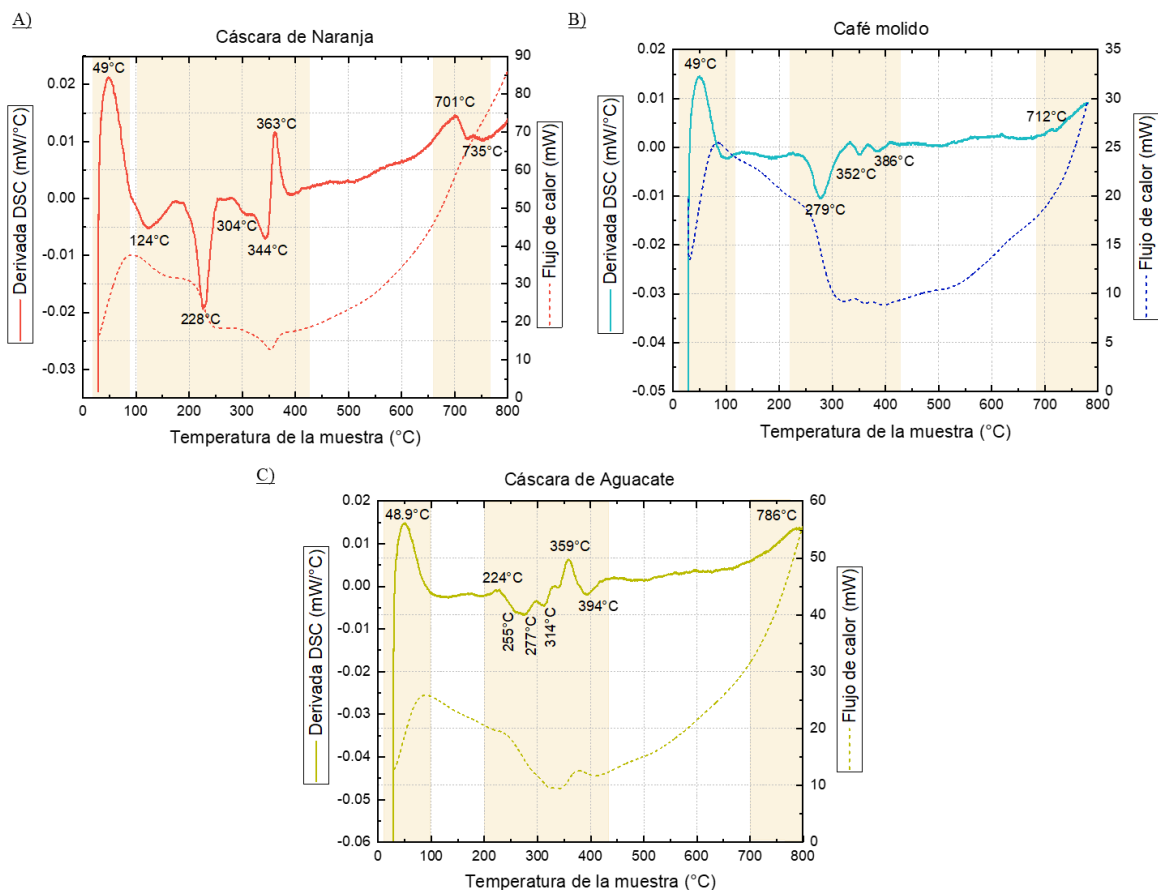 A)
Cáscara de Naranja
Derivada DSC (mW/°C)
0.02
0.01
0.00
-0.01
-0.02
-0.03
49°C
124°C
228°C
304°C
344°C
363°C
701°C
735°C
90
80
70
60
50
40
30
20
10
0
Flujo de calor (mW)
0 100 200 300 400 500 600 700 800
Temperatura de la muestra (°C)
B)
Café molido
Derivada DSC (mW/°C)
0.02
0.01
0.00
-0.01
-0.02
-0.03
-0.04
-0.05
49°C
279°C
352°C
386°C
712°C
35
30
25
20
15
10
5
0
Flujo de calor (mW)
0 100 200 300 400 500 600 700 800
Temperatura de la muestra (°C)
C)
Cáscara de Aguacate
Derivada DSC (mW/°C)
0.02
0.01
0.00
-0.01
-0.02
-0.03
-0.04
-0.05
-0.06
48.9°C
224°C
255°C
277°C
314°C
359°C
394°C
786°C
60
50
40
30
20
10
0
Flujo de calor (mW)
0 100 200 300 400 500 600 700 800
Temperatura de la muestra (°C)